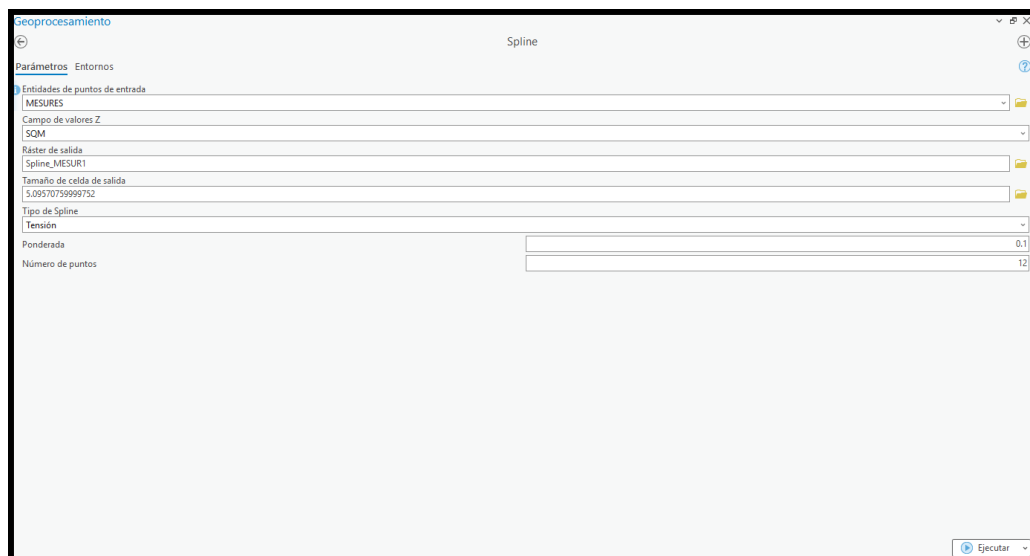 Geoprocesamiento
Spline
Parámetros Entornos
Entidades de puntos de entrada
MESURES
Campo de valores Z
SQM
Ráster de salida
Spline_MESUR1
Tamaño de celda de salida
5.09570759999752
Tipo de Spline
Tensión
Ponderada 0.1
Número de puntos 12
Ejecutar